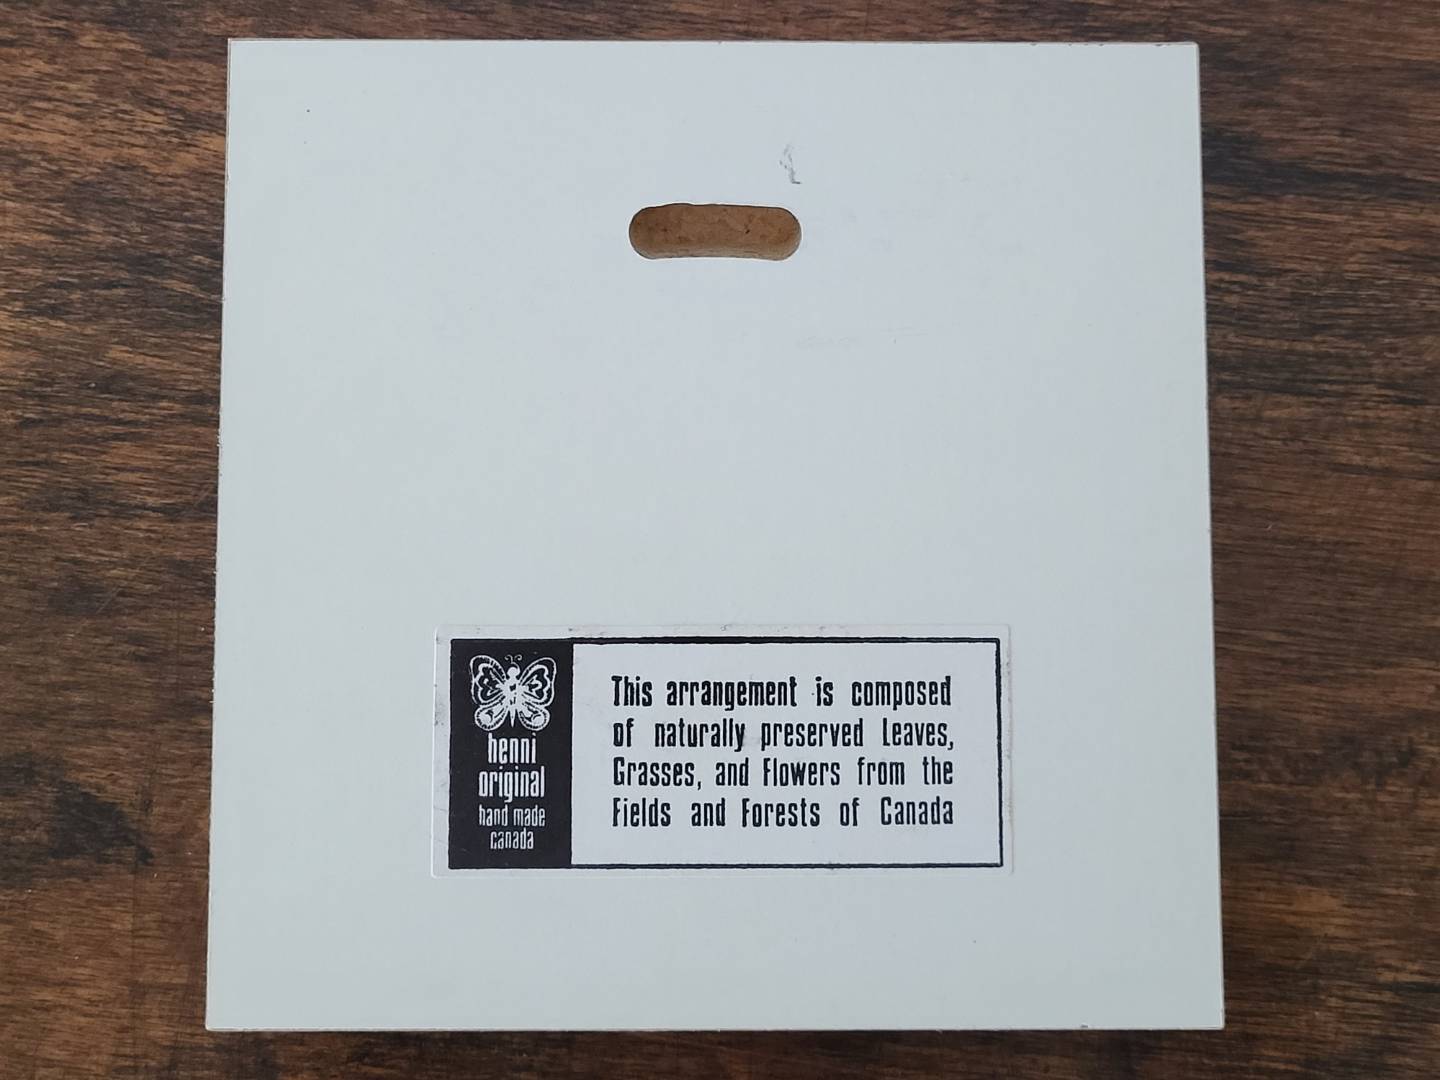 henni
original
hand made
canada
This arrangement is composed
of naturally preserved Leaves,
Grasses, and Flowers from the
Fields and Forests of Canada